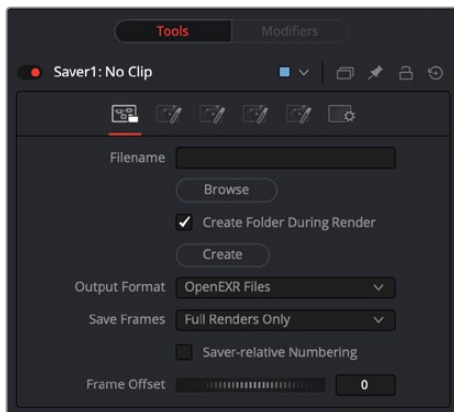 Tools Modifiers
Saver1: No Clip
Filename
Browse
Create Folder During Render
Create
Output Format OpenEXR Files
Save Frames Full Renders Only
Saver-relative Numbering
Frame Offset 0